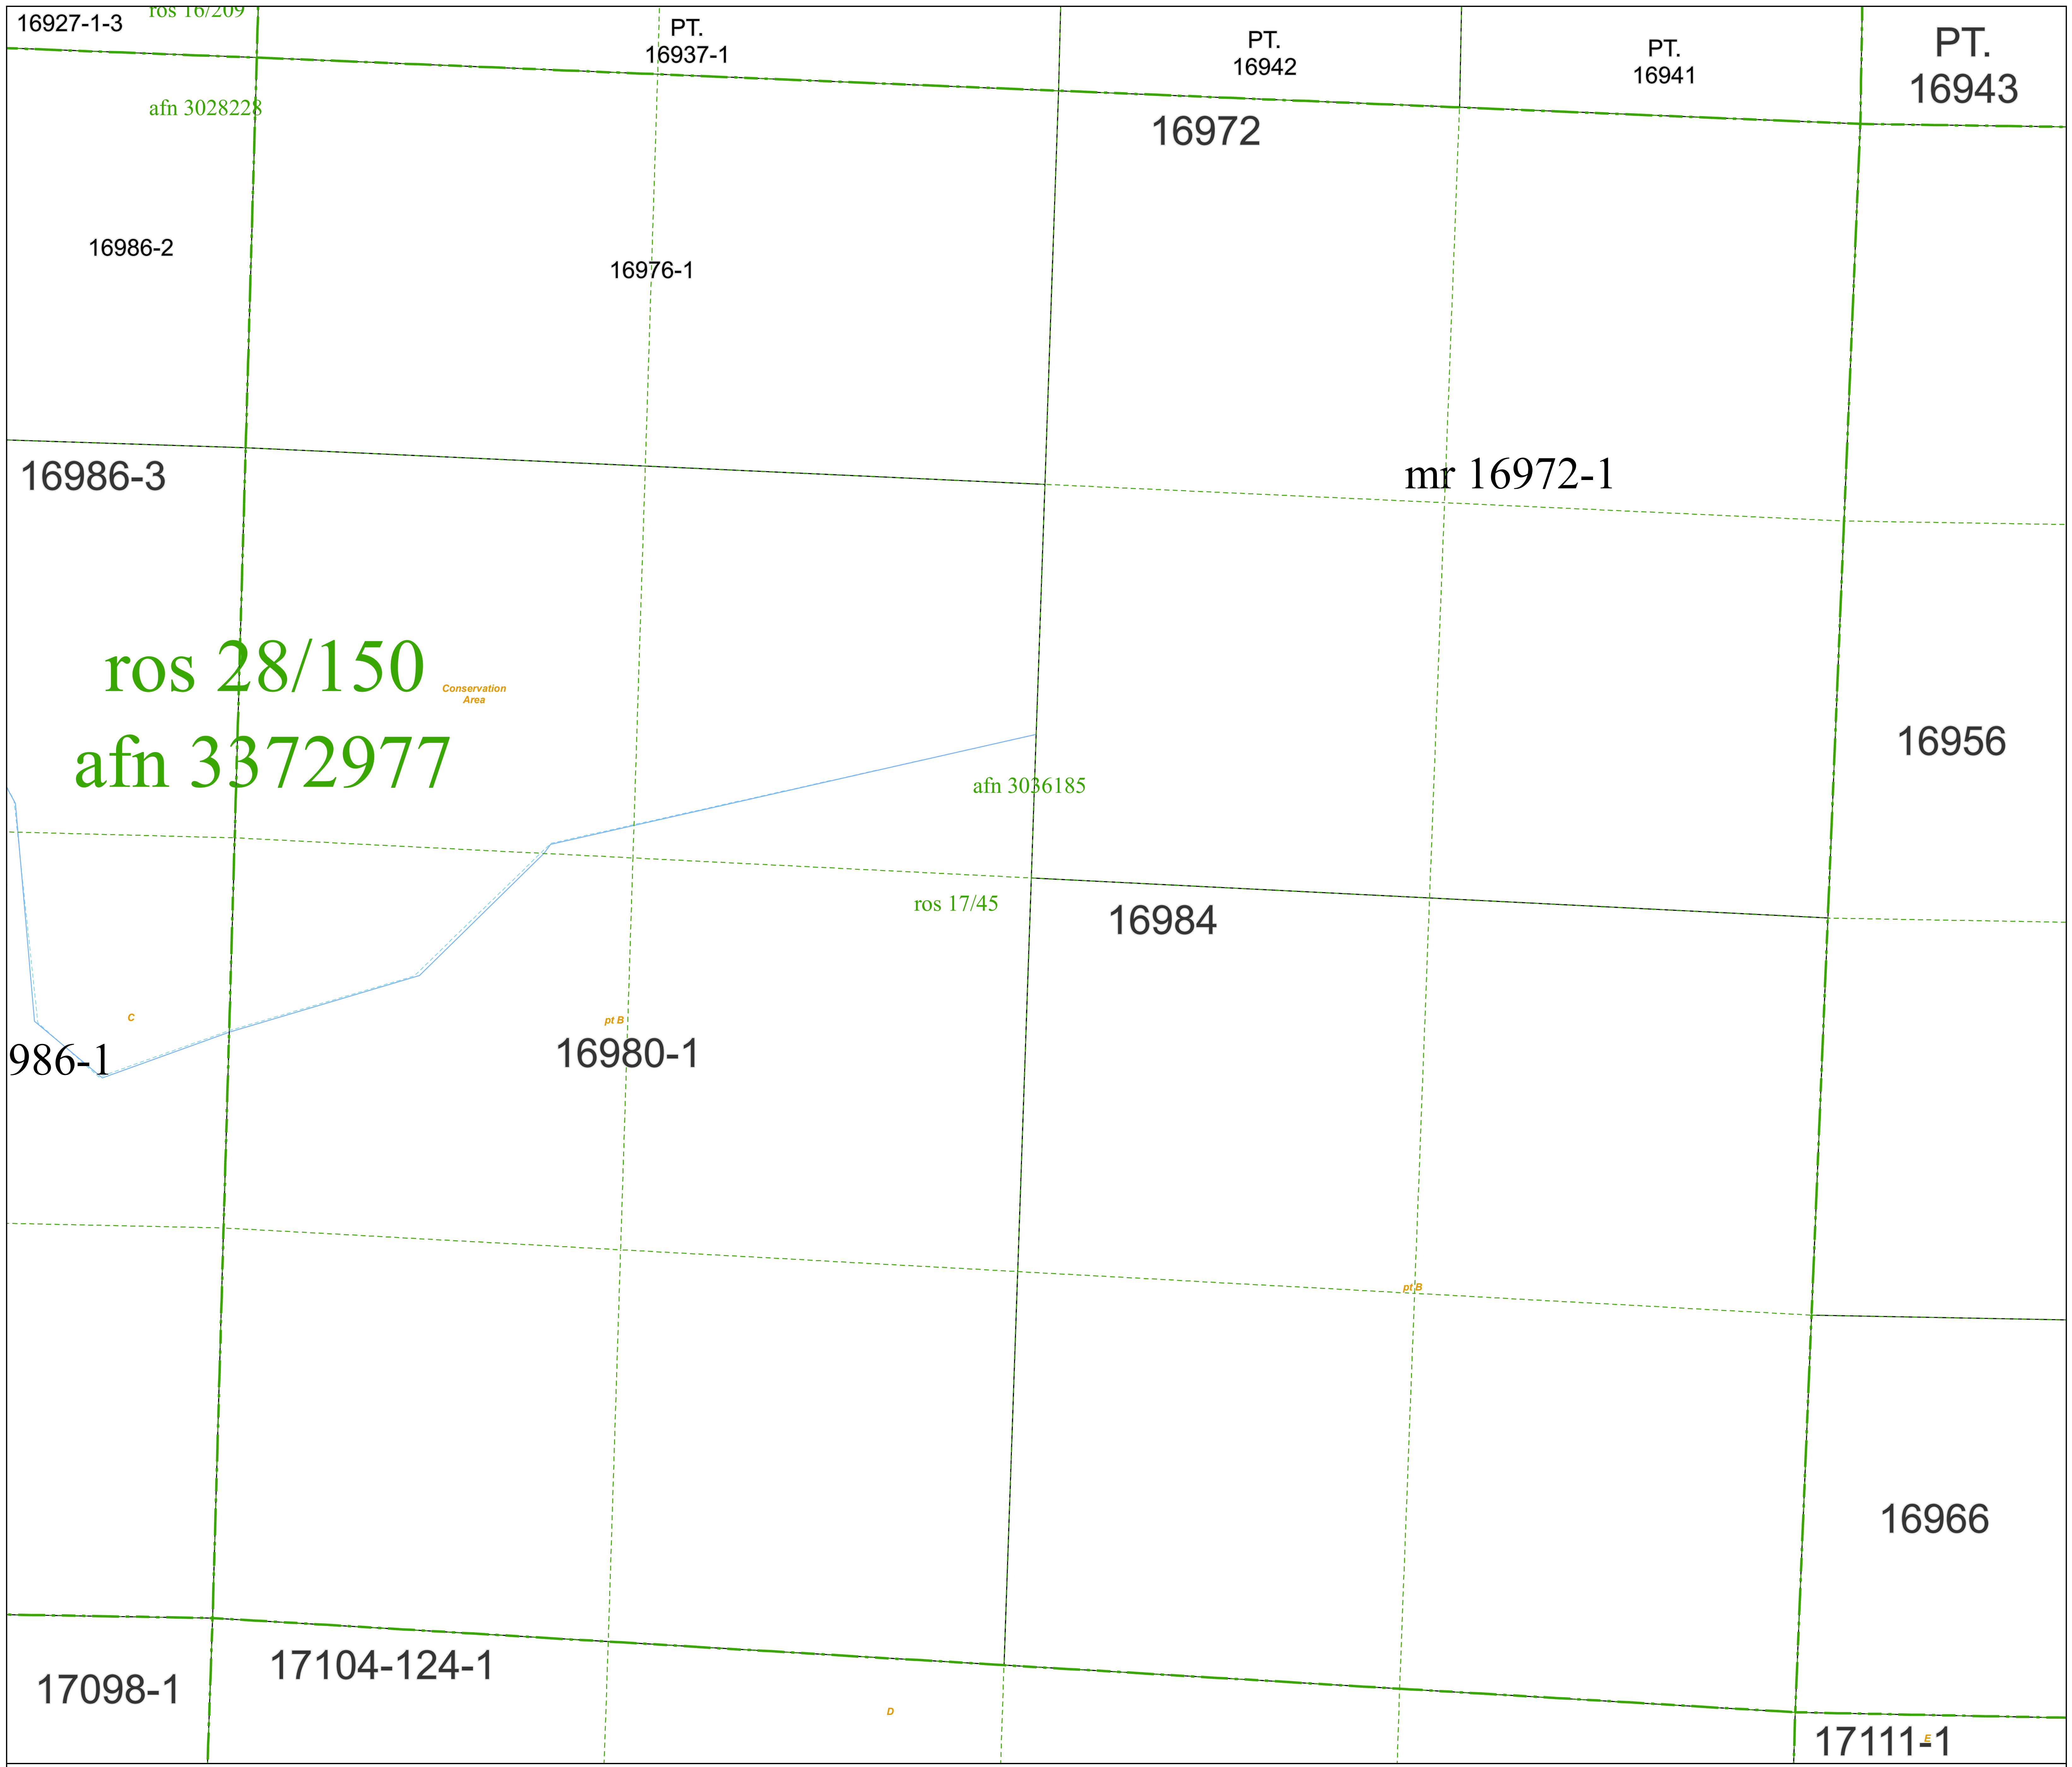 ros 16/209
16927-1-3
PT.
16937-1
PT.
16942
PT.
16941
PT.
16943
afn 3028228
16972
16986-2
16976-1
16986-3
mr 16972-1
ros 28/150
Conservation
Area
afn 3372977
16956
afn 3036185
ros 17/45
16984
C
pt B
986-1
16980-1
pt B
16966
17104-124-1
17098-1
D
17111-1
E